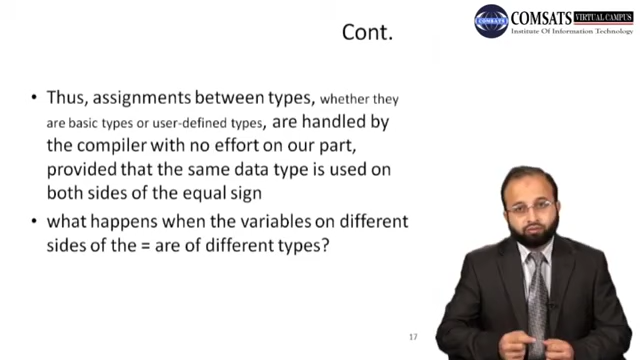 COMSATS VIRTUAL CAMPUS
COMSATS
Institute Of Information Technology
Cont.
• Thus, assignments between types, whether they
are basic types or user-defined types, are handled by
the compiler with no effort on our part,
provided that the same data type is used on
both sides of the equal sign
• what happens when the variables on different
sides of the = are of different types?
17